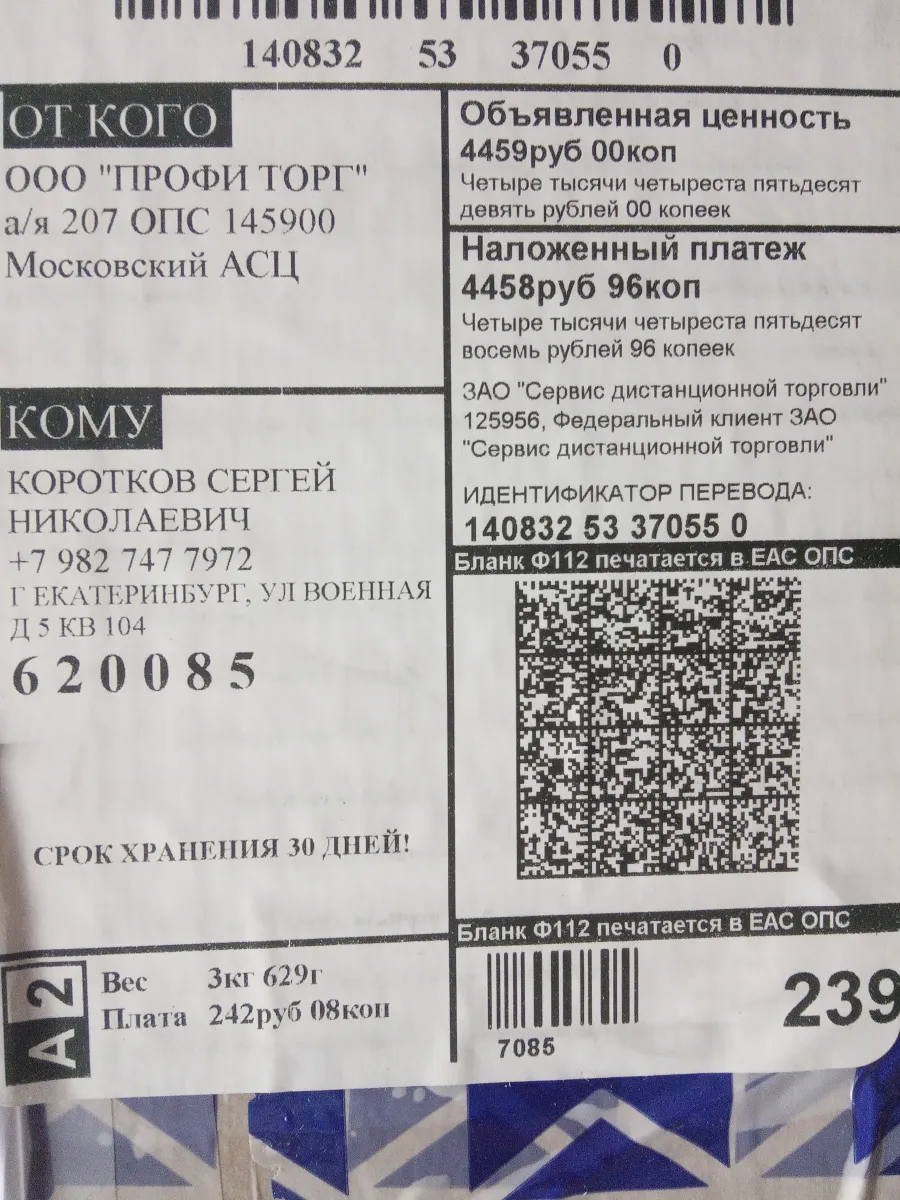 140832 53 37055 0
ОТ КОГО
ООО "ПРОФИ ТОРГ"
а/я 207 ОПС 145900
Московский АСЦ
Объявленная ценность
4459руб 00коп
Четыре тысячи четыреста пятьдесят
девять рублей 00 копеек
Наложенный платеж
4458руб 96коп
Четыре тысячи четыреста пятьдесят
восемь рублей 96 копеек
ЗАО "Сервис дистанционной торговли"
125956, Федеральный клиент ЗАО
"Сервис дистанционной торговли"
ИДЕНТИФИКАТОР ПЕРЕВОДА:
140832 53 37055 0
Бланк Ф112 печатается в ЕАС ОПС
КОМУ
КОРОТКОВ СЕРГЕЙ
НИКОЛАЕВИЧ
+7 982 747 7972
Г ЕКАТЕРИНБУРГ, УЛ ВОЕННАЯ
Д 5 КВ 104
620085
СРОК ХРАНЕНИЯ 30 ДНЕЙ!
Бланк Ф112 печатается в ЕАС ОПС
А2
Вес 3кг 629г
Плата 242руб 08коп
7085
239